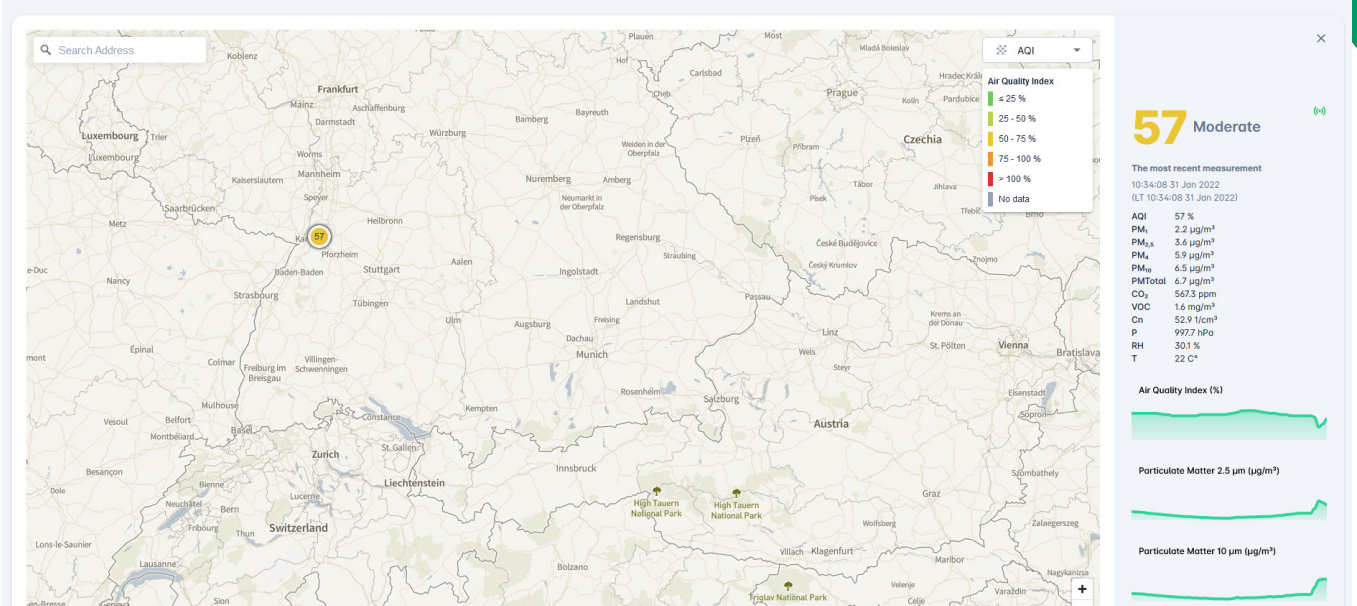 Search Address
AQI
Air Quality Index
≤ 25 %
25 - 50 %
50 - 75 %
75 - 100 %
> 100 %
No data
Plauen
Most
Mladá Boleslav
Koblenz
Hof
Carlsbad
Hradec Král
Frankfurt
Cheb
Prague
Mainz
Aschaffenburg
Bayreuth
Kolín
Pardubice
Darmstadt
Bamberg
Luxembourg
Trier
Würzburg
Weiden in der
Oberpfalz
Plzeň
Příbram
Czechia
Luxembourg
Worms
Mannheim
Kaiserslautern
Nuremberg
Amberg
Tábor
Jihlava
Speyer
Neumarkt in
der Oberpfalz
Písek
Saarbrücken
Třebíč
Brno
Metz
Heilbronn
57
Regensburg
České Budějovice
Pforzheim
Straubing
Znojmo
Aalen
Český Krumlov
e-Duc
Baden-Baden
Stuttgart
Ingolstadt
Nancy
Strasbourg
Tübingen
Landshut
Passau
Krems an
der Donau
Ulm
Augsburg
Freising
Linz
Dachau
St. Pölten
Vienna
Épinal
Munich
Wels
Bratislava
mont
Colmar
Villingen-
Schwenningen
Freiburg im
Breisgau
Steyr
Rosenheim
Salzburg
Eisenstadt
Mulhouse
Kempten
Vesoul
Belfort
Constance
Sopron
Montbéliard
Basel
Austria
Zurich
St. Gallen
Besançon
Innsbruck
Szombathely
Dole
Bienne
Liechtenstein
Lucerne
Graz
Neuchâtel
Bern
High Tauern
National Park
High Tauern
National Park
Fribourg
Thun
Switzerland
Wolfsberg
Zalaegerszeg
Lons-le-Saunier
Villach
Klagenfurt
Lausanne
Bolzano
Maribor
Nagykanizsa
Velenje
Triglav National Park
Varaždin
Celje
en-Bresse
Geneva
Sion
+
57 Moderate
The most recent measurement
10:34:08 31 Jan 2022
(LT 10:34:08 31 Jan 2022)
AQI 57 %
PM₁ 2.2 µg/m³
PM₂,₅ 3.6 µg/m³
PM₄ 5.9 µg/m³
PM₁₀ 6.5 µg/m³
PMTotal 6.7 µg/m³
CO₂ 567.3 ppm
VOC 1.6 mg/m³
Cn 52.9 1/cm³
P 997.7 hPa
RH 30.1 %
T 22 C°
Air Quality Index (%)
Particulate Matter 2.5 µm (µg/m³)
Particulate Matter 10 µm (µg/m³)